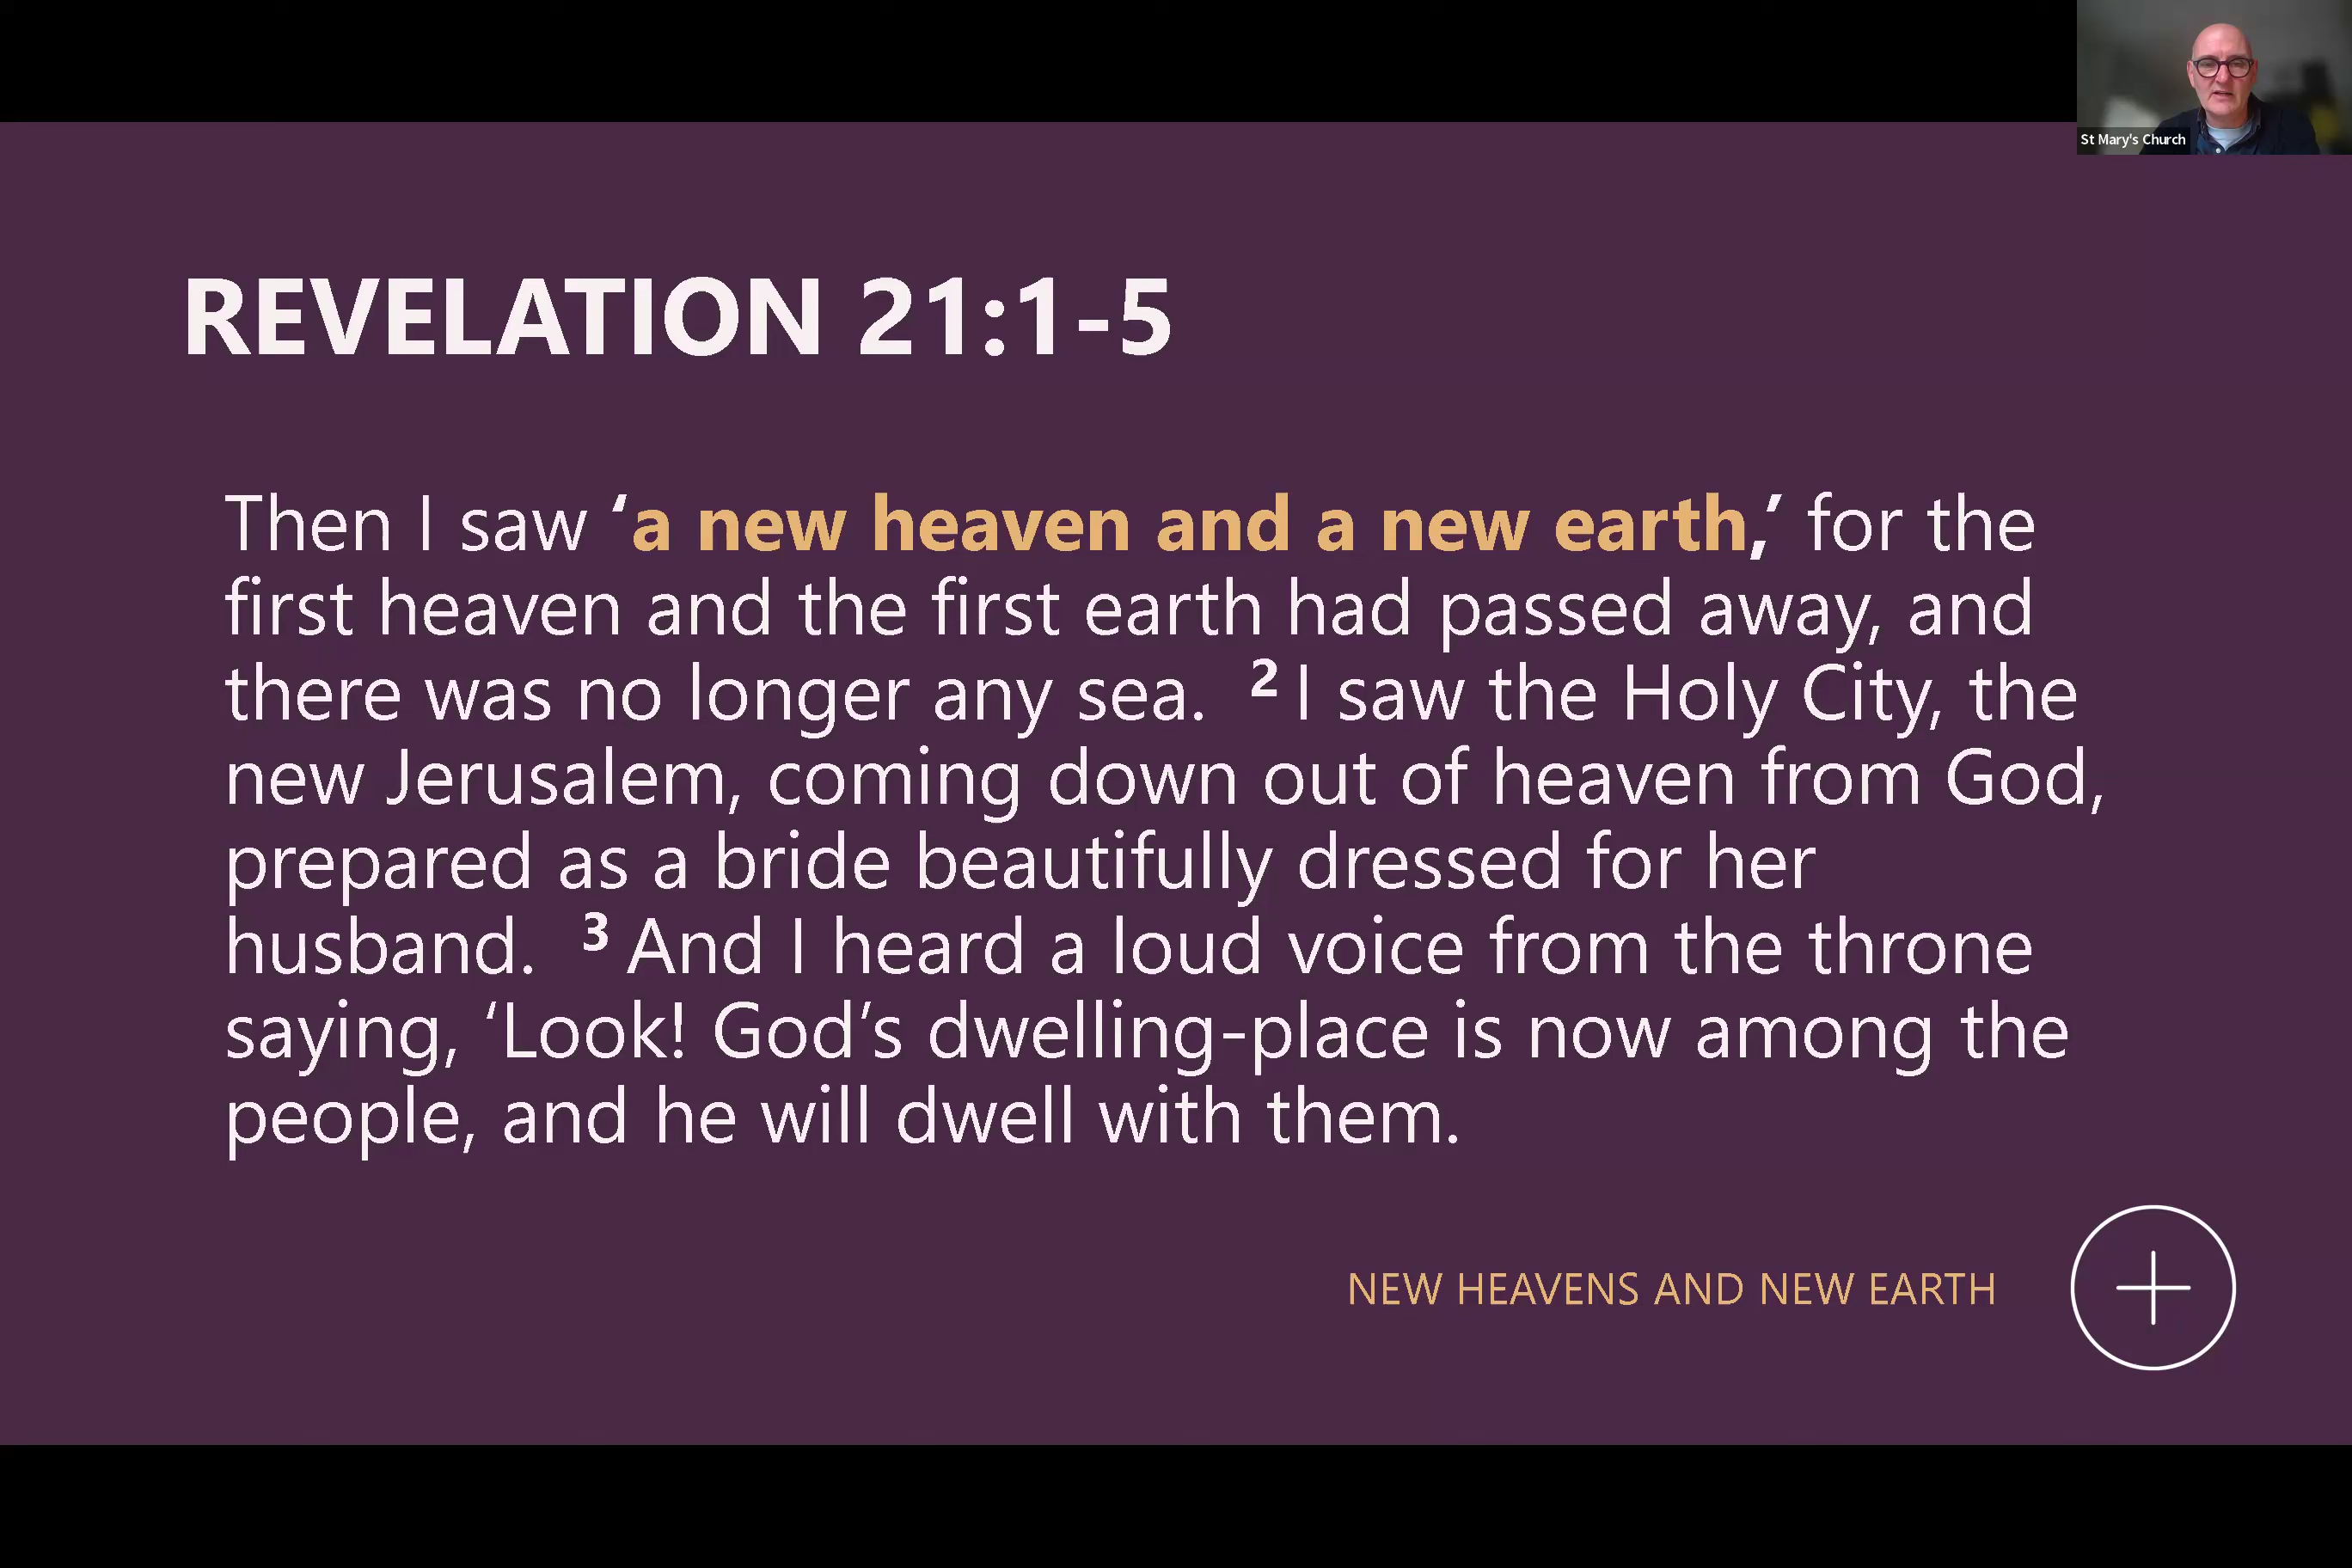 St Mary's Church
REVELATION 21:1-5
Then I saw ‘a new heaven and a new earth,’ for the
first heaven and the first earth had passed away, and
there was no longer any sea. ² I saw the Holy City, the
new Jerusalem, coming down out of heaven from God,
prepared as a bride beautifully dressed for her
husband. ³ And I heard a loud voice from the throne
saying, ‘Look! God’s dwelling-place is now among the
people, and he will dwell with them.
NEW HEAVENS AND NEW EARTH